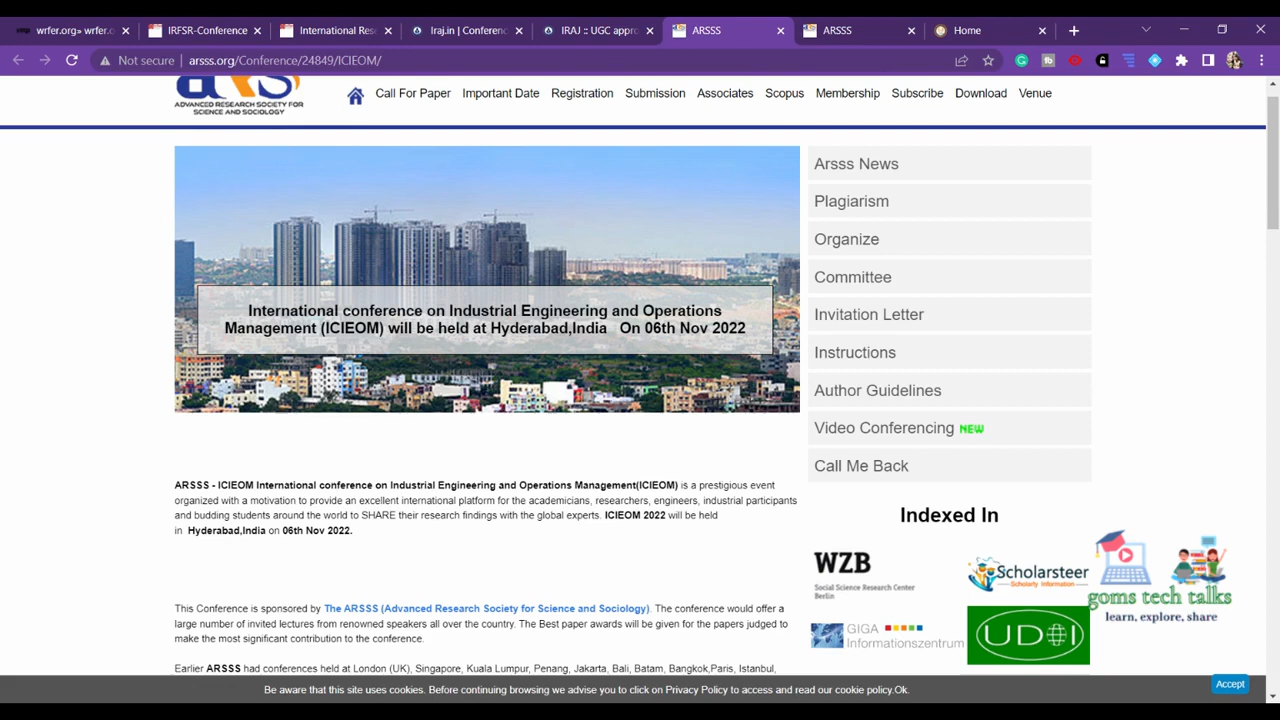 wrfer.org» wrfer.o
IRFSR-Conference
International Res
Iraj.in | Conferenc
IRAJ :: UGC appro
ARSSS
ARSSS
Home
Not secure
arsss.org/Conference/24849/ICIEOM/
ADVANCED RESEARCH SOCIETY FOR
SCIENCE AND SOCIOLOGY
Call For Paper
Important Date
Registration
Submission
Associates
Scopus
Membership
Subscribe
Download
Venue
International conference on Industrial Engineering and Operations
Management (ICIEOM) will be held at Hyderabad,India On 06th Nov 2022
Arsss News
Plagiarism
Organize
Committee
Invitation Letter
Instructions
Author Guidelines
Video Conferencing NEW
Call Me Back
ARSSS - ICIEOM International conference on Industrial Engineering and Operations Management(ICIEOM) is a prestigious event
organized with a motivation to provide an excellent international platform for the academicians, researchers, engineers, industrial participants
and budding students around the world to SHARE their research findings with the global experts. ICIEOM 2022 will be held
in Hyderabad,India on 06th Nov 2022.
This Conference is sponsored by The ARSSS (Advanced Research Society for Science and Sociology). The conference would offer a
large number of invited lectures from renowned speakers all over the country. The Best paper awards will be given for the papers judged to
make the most significant contribution to the conference.
Earlier ARSSS had conferences held at London (UK), Singapore, Kuala Lumpur, Penang, Jakarta, Bali, Batam, Bangkok,Paris, Istanbul,
Indexed In
WZB
Social Science Research Center
Berlin
Scholarsteer
Scholarly Information
GIGA
Informationszentrum
UDI
goms tech talks
learn, explore, share
Be aware that this site uses cookies. Before continuing browsing we advise you to click on Privacy Policy to access and read our cookie policy.Ok.
Accept